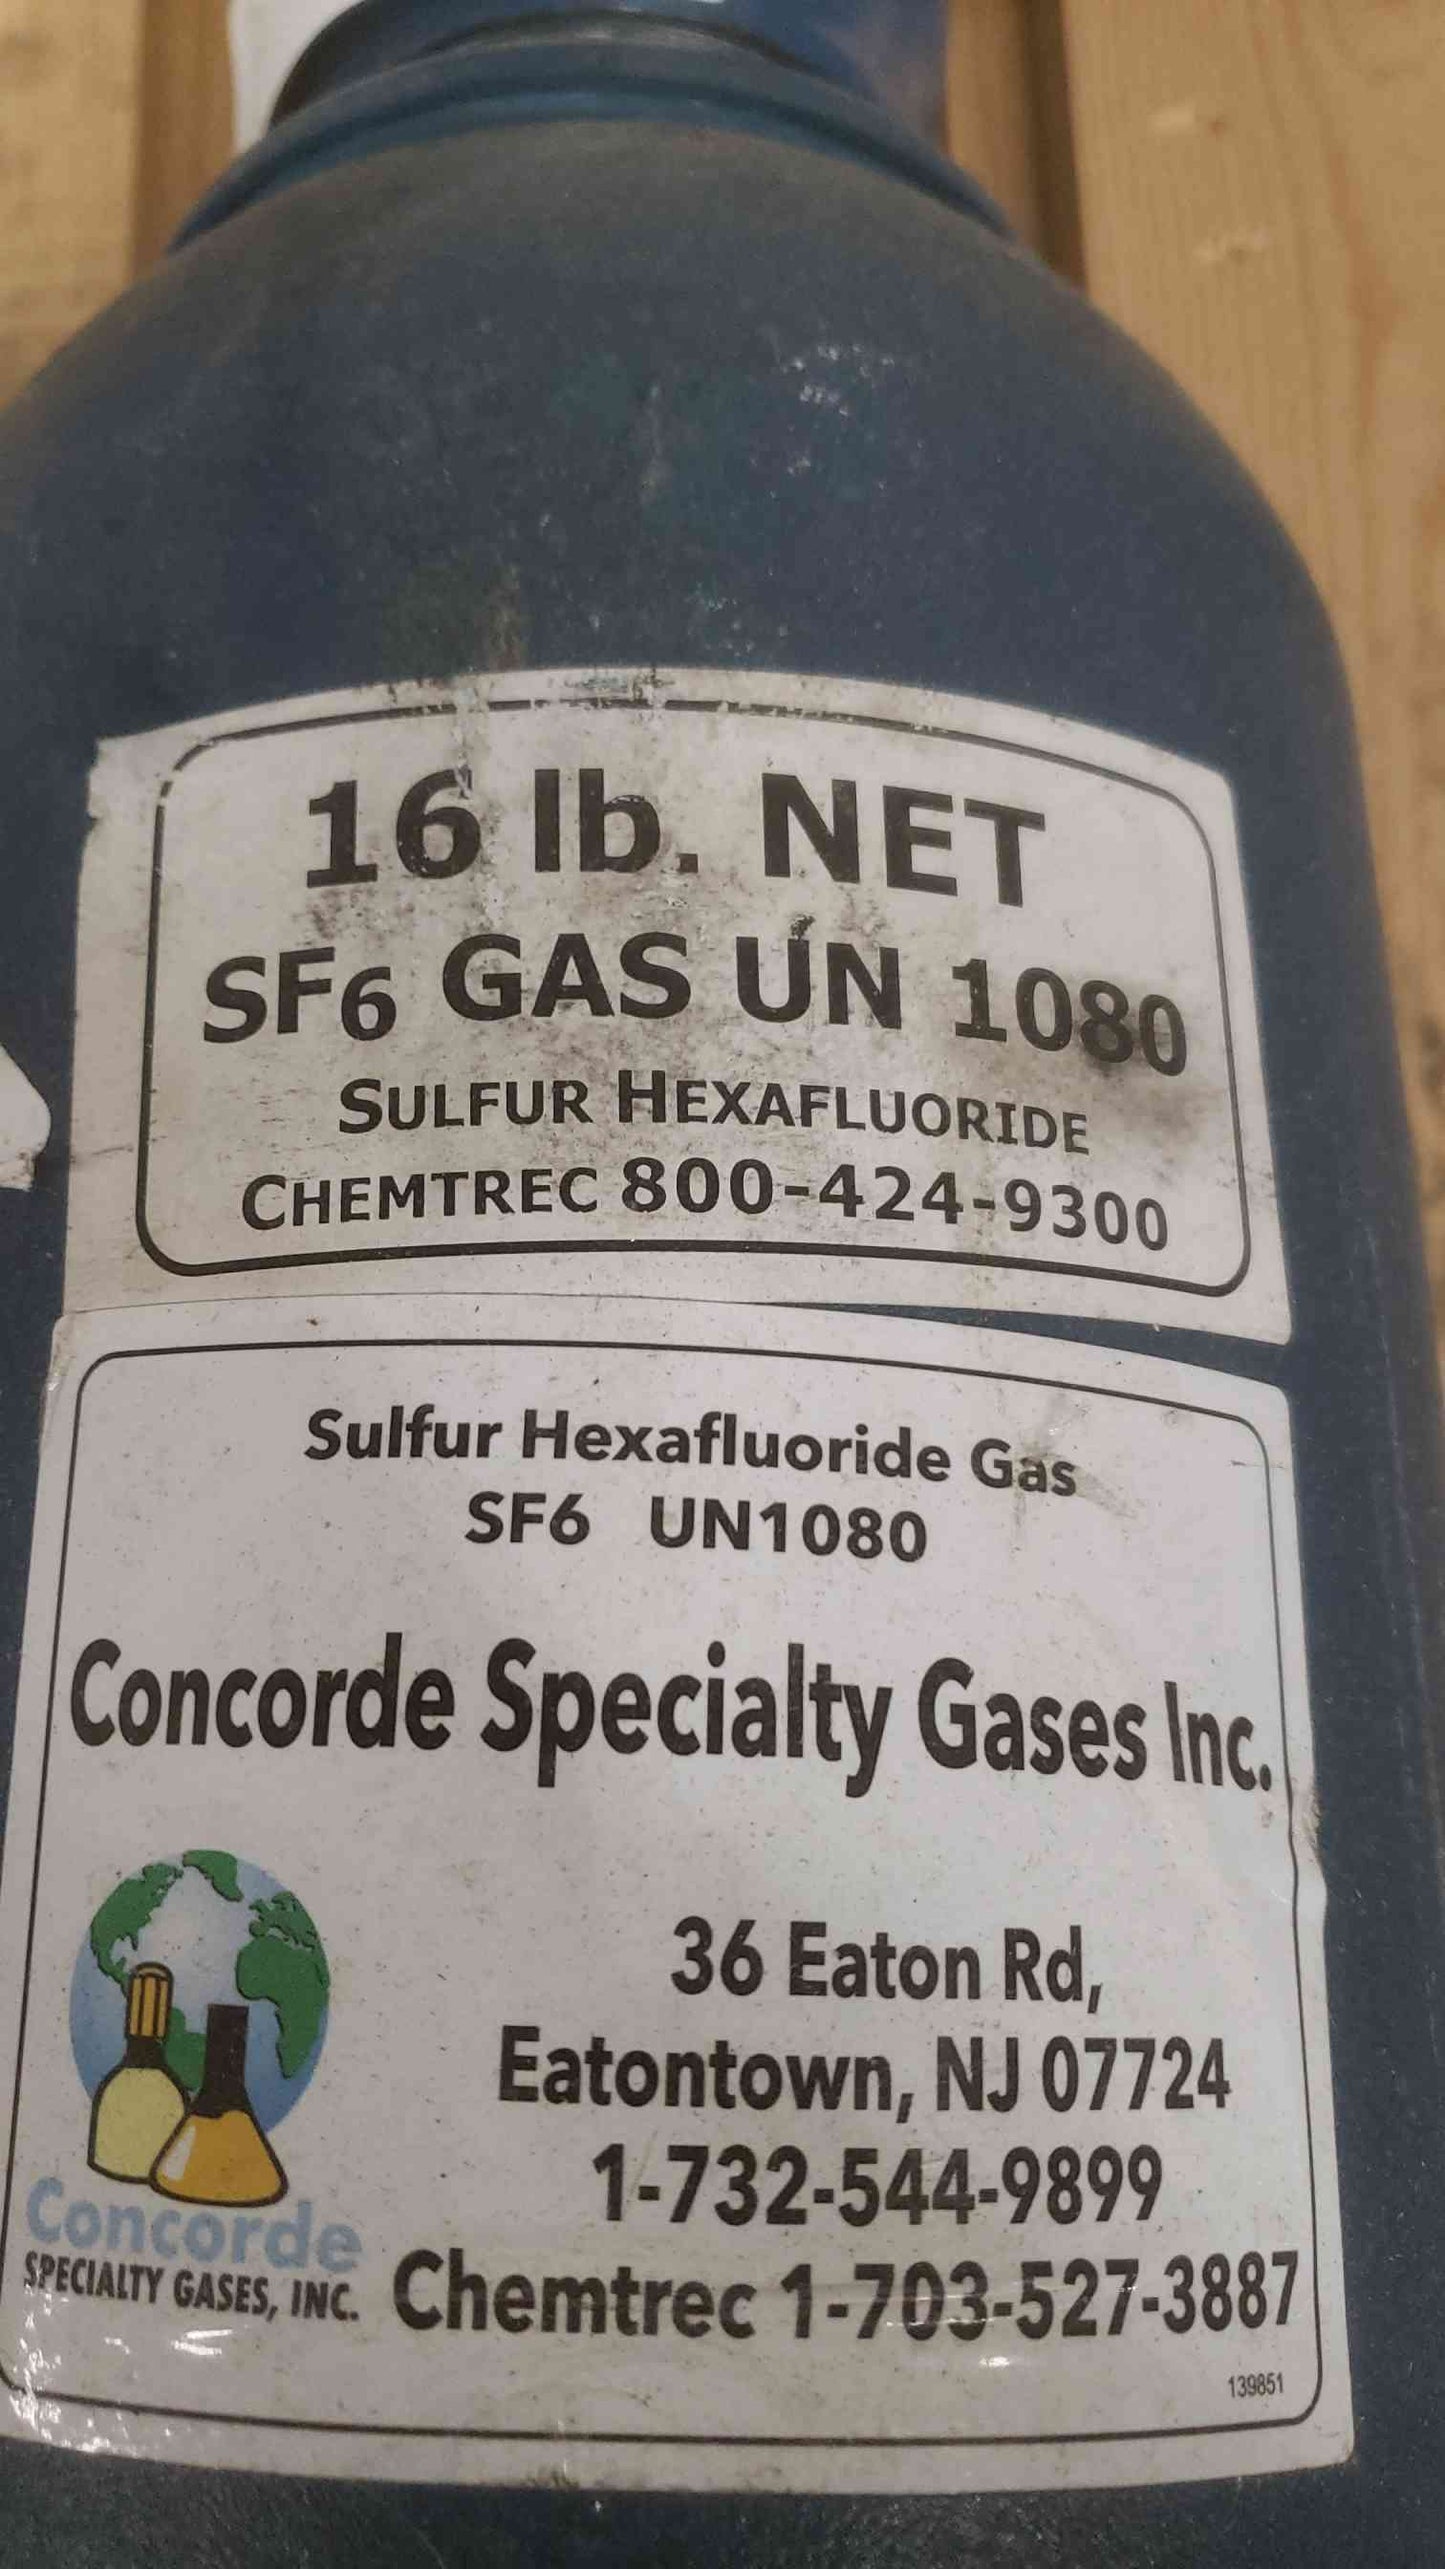 16 lb. NET
SF6 GAS UN 1080
SULFUR HEXAFLUORIDE
CHEMTREC 800-424-9300
Sulfur Hexafluoride Gas
SF6 UN1080
Concorde Specialty Gases Inc.
36 Eaton Rd,
Eatontown, NJ 07724
1-732-544-9899
Concorde
SPECIALTY GASES, INC.
Chemtrec 1-703-527-3887
139851